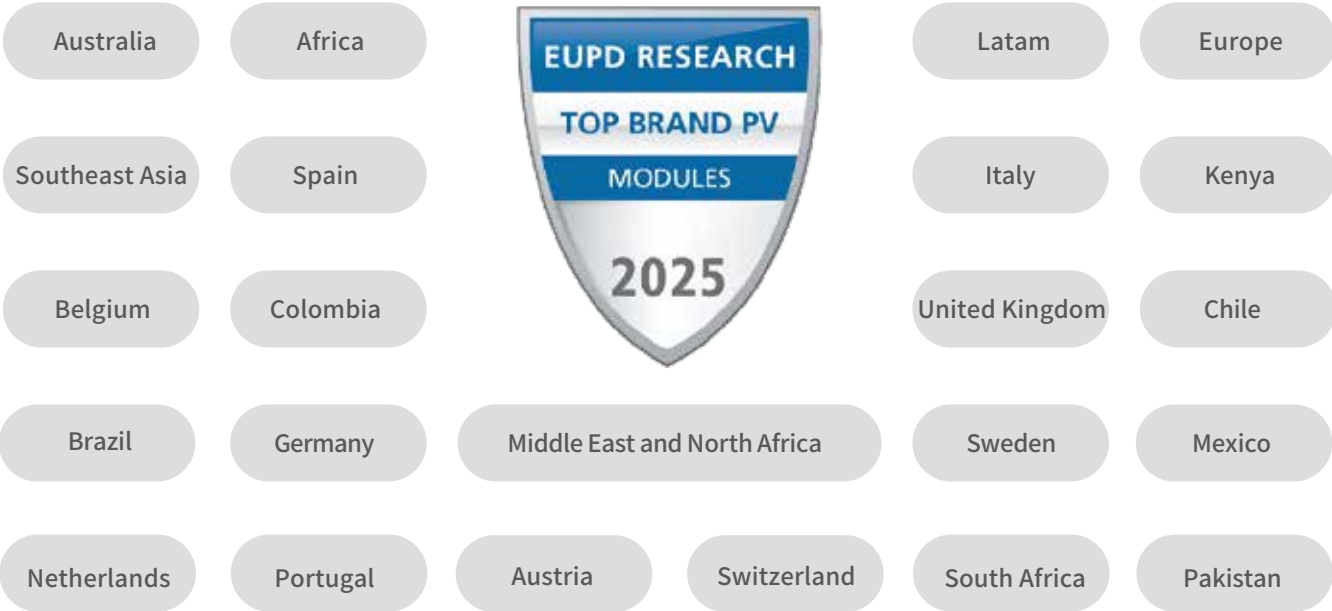 Australia
Africa
EUPD RESEARCH
TOP BRAND PV
MODULES
2025
Latam
Europe
Southeast Asia
Spain
Italy
Kenya
Belgium
Colombia
United Kingdom
Chile
Brazil
Germany
Middle East and North Africa
Sweden
Mexico
Netherlands
Portugal
Austria
Switzerland
South Africa
Pakistan